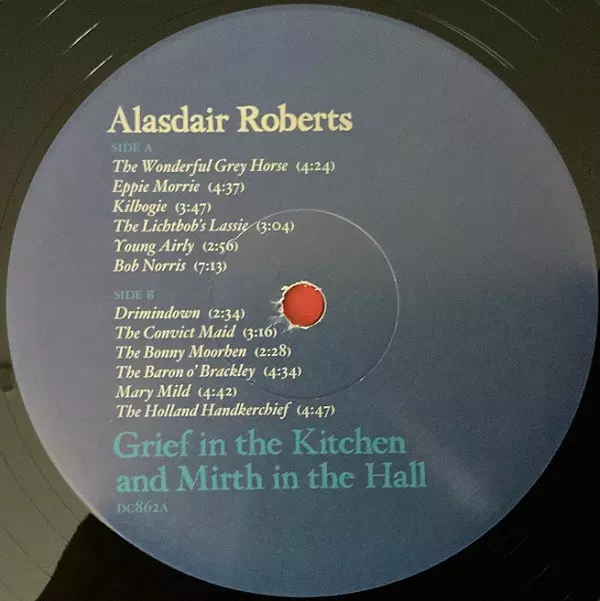 Alasdair Roberts
SIDE A
The Wonderful Grey Horse (4:24)
Eppie Morrie (4:37)
Kilbogie (3:47)
The Lichtbob's Lassie (3:04)
Young Airly (2:56)
Bob Norris (7:13)
SIDE B
Drimindown (2:34)
The Convict Maid (3:16)
The Bonny Moorhen (2:28)
The Baron o' Brackley (4:34)
Mary Mild (4:42)
The Holland Handkerchief (4:47)
Grief in the Kitchen
and Mirth in the Hall
DC862A